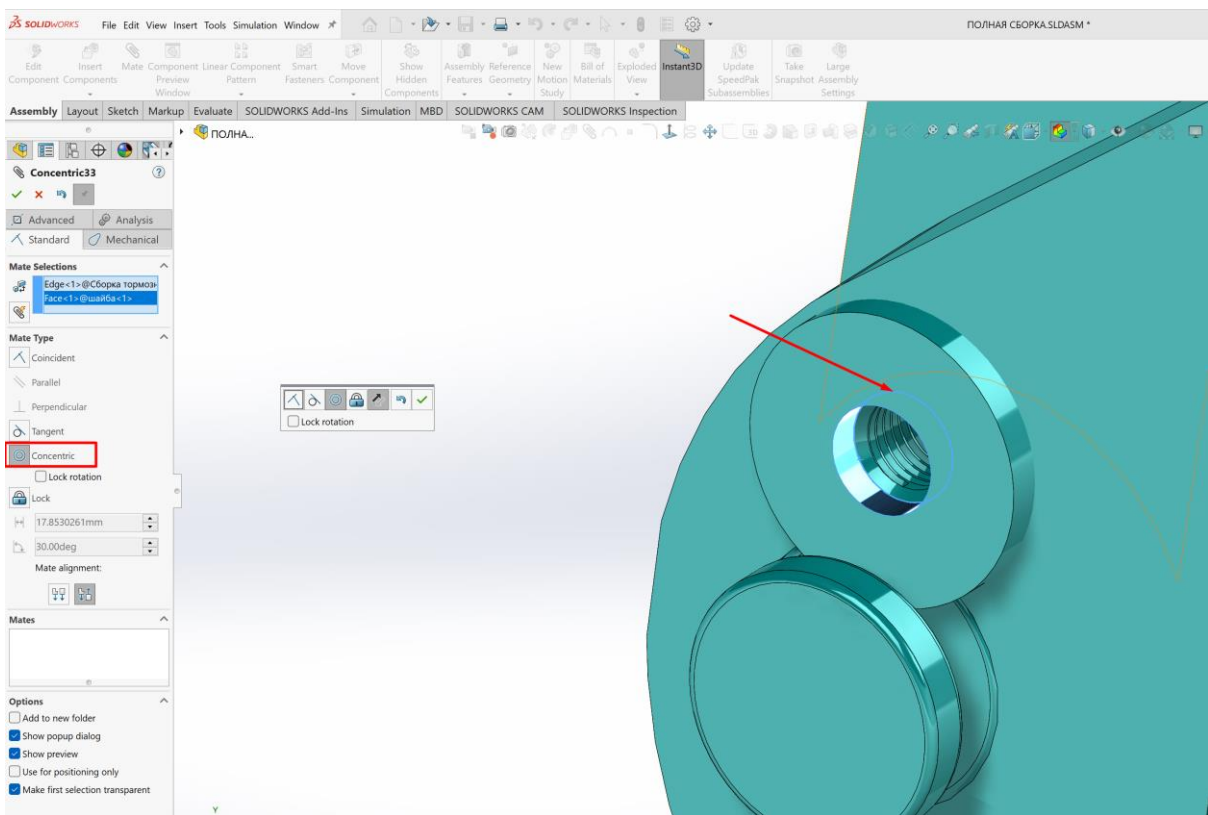 SOLIDWORKS File Edit View Insert Tools Simulation Window ПОЛНАЯ СБОРКА.SLDASM *
Edit Insert Mate Component Linear Component Smart Move Show Assembly Reference New Bill of Exploded Instant3D Update Take Large
Component Components Preview Pattern Fasteners Component Hidden Features Geometry Motion Materials View SpeedPak Snapshot Assembly
Window Components Study Subassemblies Settings
Assembly Layout Sketch Markup Evaluate SOLIDWORKS Add-Ins Simulation MBD SOLIDWORKS CAM SOLIDWORKS Inspection
ПОЛНА...
Concentric33
Advanced Analysis
Standard Mechanical
Mate Selections
Edge<1>@Сборка тормозн
Face<1>@шайба<1>
Mate Type
Coincident
Parallel
Perpendicular
Tangent
Concentric
Lock rotation
Lock
17.8530261mm
30.00deg
Mate alignment:
Mates
Options
Add to new folder
Show popup dialog
Show preview
Use for positioning only
Make first selection transparent
Lock rotation
Y